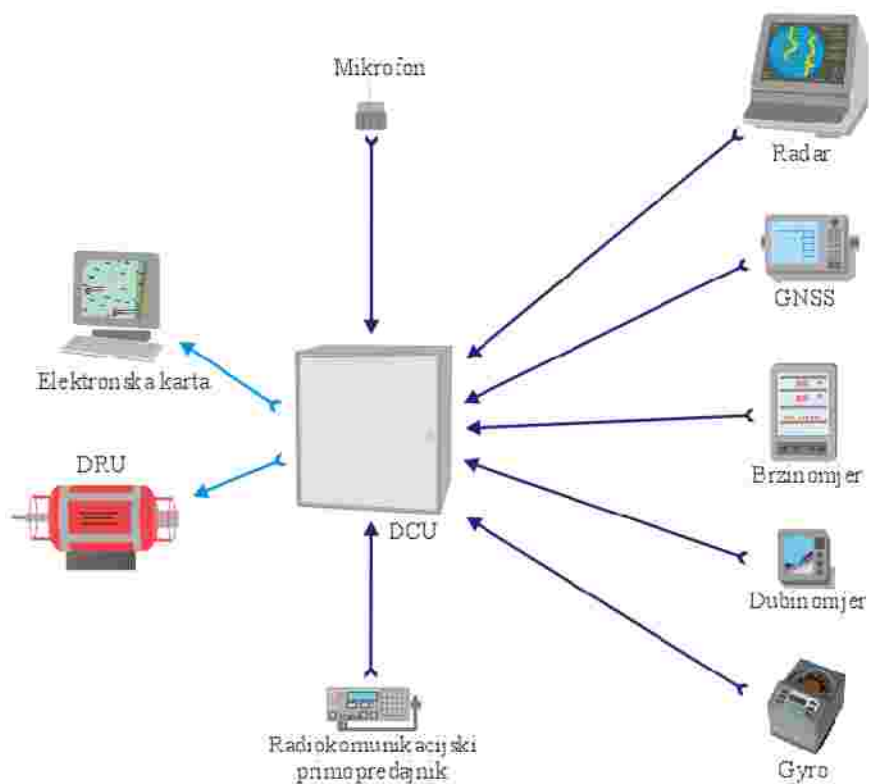 Mikrofon
Radar
GNSS
Elektronska karta
Brzinomjer
DRU
DCU
Dubinomjer
Radiokomunikacijski
primopredajnik
Gyro